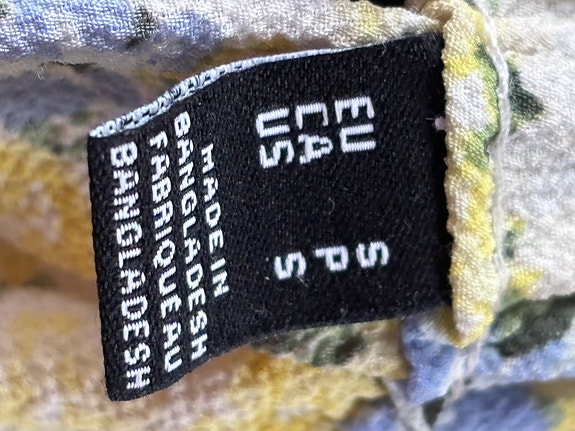 EU S
CA P
US S
MADE IN
BANGLADESH
FABRIQUE AU
BANGLADESH